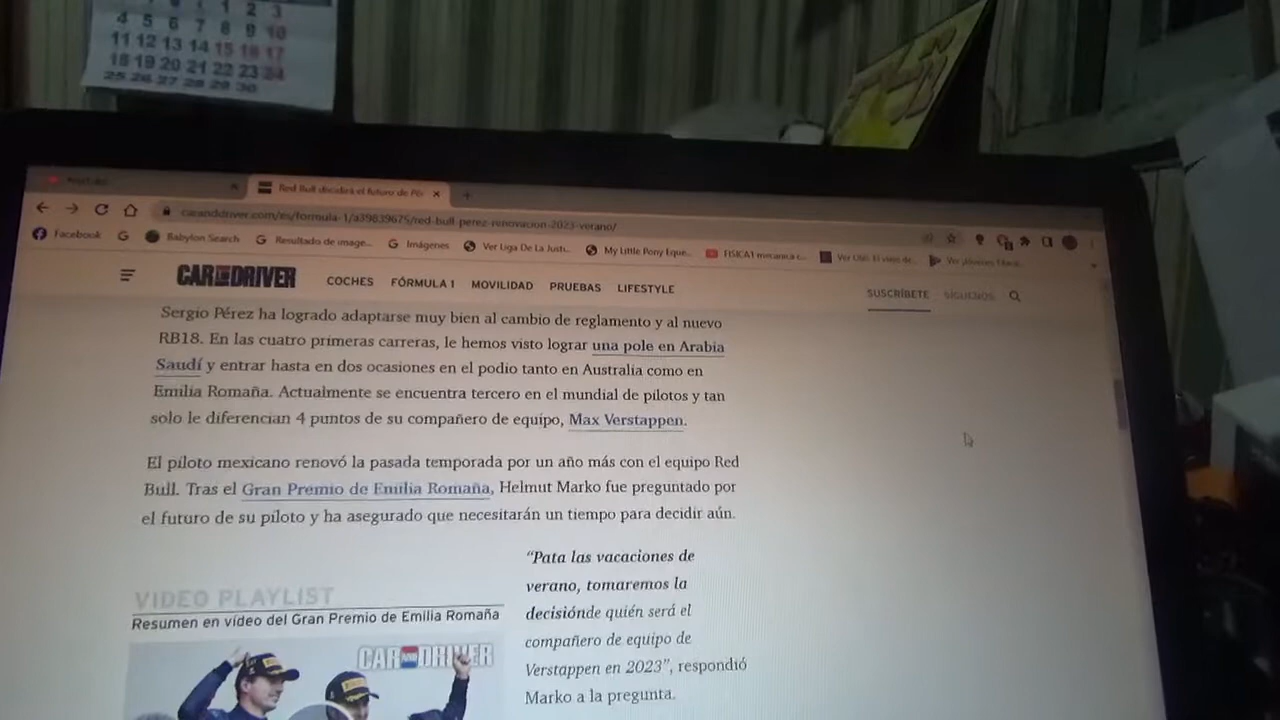 1 2 3
4 5 6 7 8 9 10
11 12 13 14 15 16 17
18 19 20 21 22 23 24
25 26 27 28 29 30
YouTube
Red Bull decidirá el futuro de Pé
caranddriver.com/es/formula-1/a39839675/red-bull-perez-renovacion-2023-verano/
Facebook
Babylon Search
Resultado de image...
Imágenes
Ver Liga De La Justi...
My Little Pony Eque...
FISICA1 mecanica c...
CAR AND DRIVER
COCHES FÓRMULA 1 MOVILIDAD PRUEBAS LIFESTYLE
SUSCRÍBETE SÍGUENOS
Sergio Pérez ha logrado adaptarse muy bien al cambio de reglamento y al nuevo
RB18. En las cuatro primeras carreras, le hemos visto lograr una pole en Arabia
Saudí y entrar hasta en dos ocasiones en el podio tanto en Australia como en
Emilia Romaña. Actualmente se encuentra tercero en el mundial de pilotos y tan
solo le diferencian 4 puntos de su compañero de equipo, Max Verstappen.
El piloto mexicano renovó la pasada temporada por un año más con el equipo Red
Bull. Tras el Gran Premio de Emilia Romaña, Helmut Marko fue preguntado por
el futuro de su piloto y ha asegurado que necesitarán un tiempo para decidir aún.
VIDEO PLAYLIST
Resumen en vídeo del Gran Premio de Emilia Romaña
CAR AND DRIVER
“Pata las vacaciones de
verano, tomaremos la
decisiónde quién será el
compañero de equipo de
Verstappen en 2023”, respondió
Marko a la pregunta.